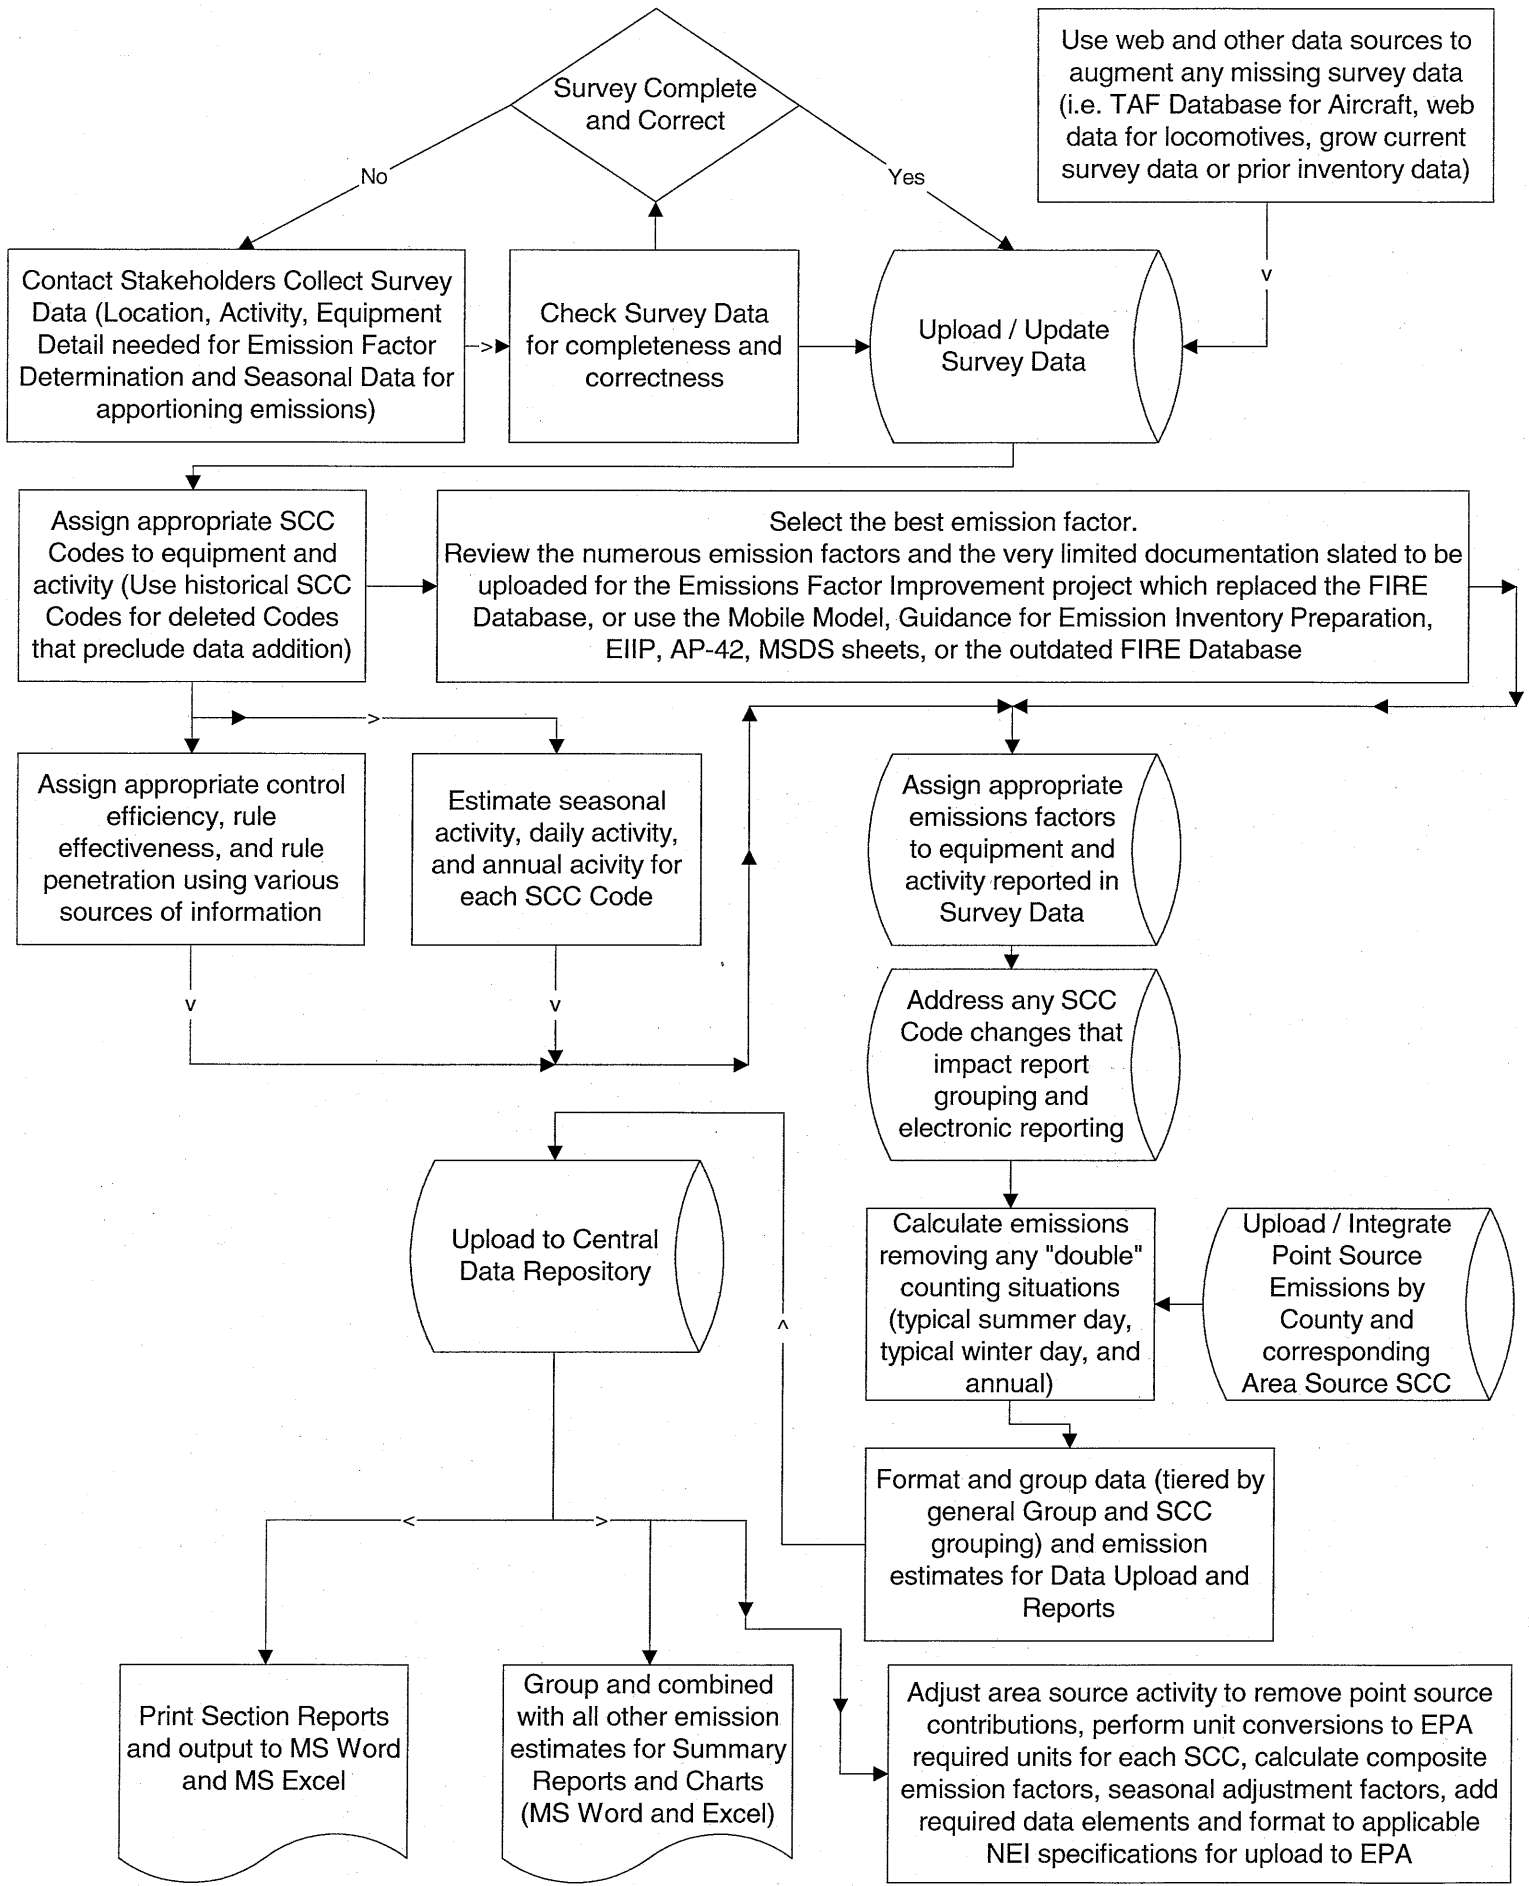 Survey Complete
and Correct
Use web and other data sources to
augment any missing survey data
(i.e. TAF Database for Aircraft, web
data for locomotives, grow current
survey data or prior inventory data)
No
Yes
v
Contact Stakeholders Collect Survey
Data (Location, Activity, Equipment
Detail needed for Emission Factor
Determination and Seasonal Data for
apportioning emissions)
>
Check Survey Data
for completeness and
correctness
Upload / Update
Survey Data
Assign appropriate SCC
Codes to equipment and
activity (Use historical SCC
Codes for deleted Codes
that preclude data addition)
Select the best emission factor.
Review the numerous emission factors and the very limited documentation slated to be
uploaded for the Emissions Factor Improvement project which replaced the FIRE
Database, or use the Mobile Model, Guidance for Emission Inventory Preparation,
EIIP, AP-42, MSDS sheets, or the outdated FIRE Database
>
Assign appropriate control
efficiency, rule
effectiveness, and rule
penetration using various
sources of information
Estimate seasonal
activity, daily activity,
and annual acivity for
each SCC Code
Assign appropriate
emissions factors
to equipment and
activity reported in
Survey Data
v
v
Address any SCC
Code changes that
impact report
grouping and
electronic reporting
Upload to Central
Data Repository
^
Calculate emissions
removing any "double"
counting situations
(typical summer day,
typical winter day, and
annual)
Upload / Integrate
Point Source
Emissions by
County and
corresponding
Area Source SCC
Format and group data (tiered by
general Group and SCC
grouping) and emission
estimates for Data Upload and
Reports
<
>
Print Section Reports
and output to MS Word
and MS Excel
Group and combined
with all other emission
estimates for Summary
Reports and Charts
(MS Word and Excel)
Adjust area source activity to remove point source
contributions, perform unit conversions to EPA
required units for each SCC, calculate composite
emission factors, seasonal adjustment factors, add
required data elements and format to applicable
NEI specifications for upload to EPA